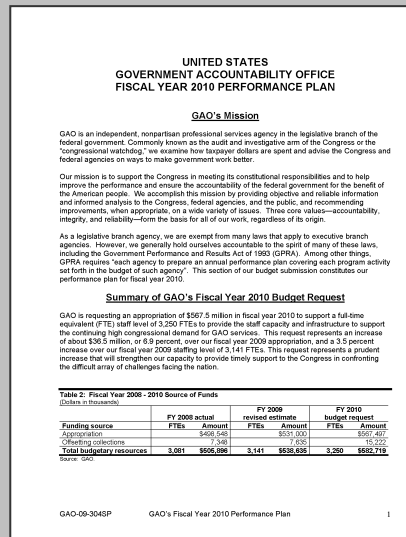 UNITED STATES
GOVERNMENT ACCOUNTABILITY OFFICE
FISCAL YEAR 2010 PERFORMANCE PLAN
GAO's Mission
GAO is an independent, nonpartisan professional services agency in the legislative branch of the
federal government. Commonly known as the audit and investigative arm of the Congress or the
"congressional watchdog," we examine how taxpayer dollars are spent and advise the Congress and
federal agencies on ways to make government work better.
Our mission is to support the Congress in meeting its constitutional responsibilities and to help
improve the performance and ensure the accountability of the federal government for the benefit of
the American people. We accomplish this mission by providing objective and reliable information
and informed analysis to the Congress, federal agencies, and the public, and recommending
improvements, when appropriate, on a wide variety of issues. Three core values—accountability,
integrity, and reliability—form the basis for all of our work, regardless of its origin.
As a legislative branch agency, we are exempt from many laws that apply to executive branch
agencies. However, we generally hold ourselves accountable to the spirit of many of these laws,
including the Government Performance and Results Act of 1993 (GPRA). Among other things,
GPRA requires "each agency to prepare an annual performance plan covering each program activity
set forth in the budget of such agency". This section of our budget submission constitutes our
performance plan for fiscal year 2010.
Summary of GAO's Fiscal Year 2010 Budget Request
GAO is requesting an appropriation of $567.5 million in fiscal year 2010 to support a full-time
equivalent (FTE) staff level of 3,250 FTEs to provide the staff capacity and infrastructure to support
the continuing high congressional demand for GAO services. This request represents an increase
of about $36.5 million, or 6.9 percent, over our fiscal year 2009 appropriation, and a 3.5 percent
increase over our fiscal year 2009 staffing level of 3,141 FTEs. This request represents a prudent
increase that will strengthen our capacity to provide timely support to the Congress in confronting
the difficult array of challenges facing the nation.
Table 2: Fiscal Year 2008 - 2010 Source of Funds
(Dollars in thousands)
FY 2009 FY 2010
FY 2008 actual revised estimate budget request
Funding source FTEs Amount FTEs Amount FTEs Amount
Appropriation $498,548 $531,000 $567,497
Offsetting collections 7,348 7,635 15,222
Total budgetary resources 3,081 $505,896 3,141 $538,635 3,250 $582,719
Source: GAO.
GAO-09-304SP GAO's Fiscal Year 2010 Performance Plan 1